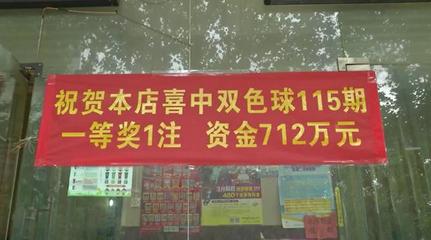 祝贺本店喜中双色球115期
一等奖1注 资金712万元